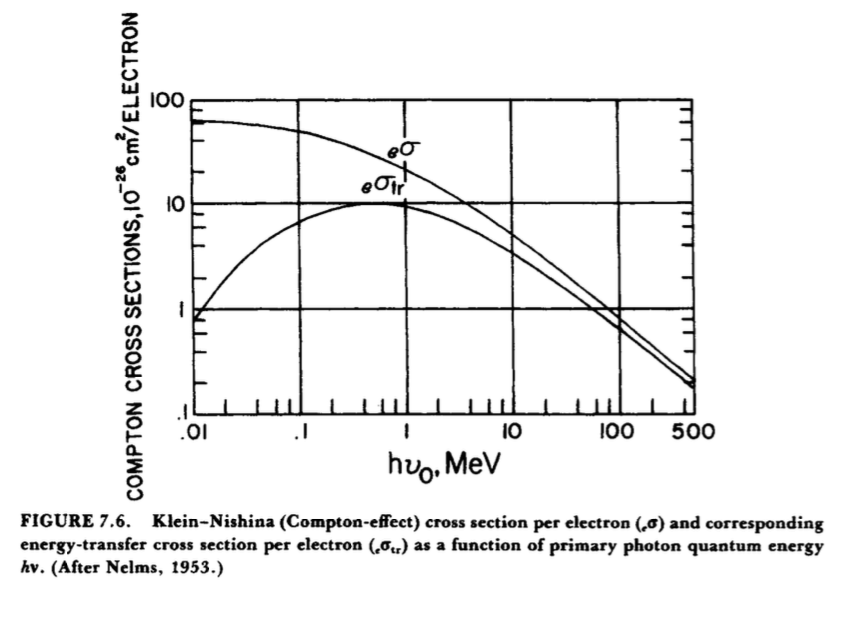 COMPTON CROSS SECTIONS, 10⁻²⁶ cm²/ELECTRON
100
10
1
.1
eσ
eσtr
.01 .1 1 10 100 500
hν₀, MeV
FIGURE 7.6. Klein–Nishina (Compton-effect) cross section per electron (ₑσ) and corresponding
energy-transfer cross section per electron (ₑσₜᵣ) as a function of primary photon quantum energy
hν. (After Nelms, 1953.)